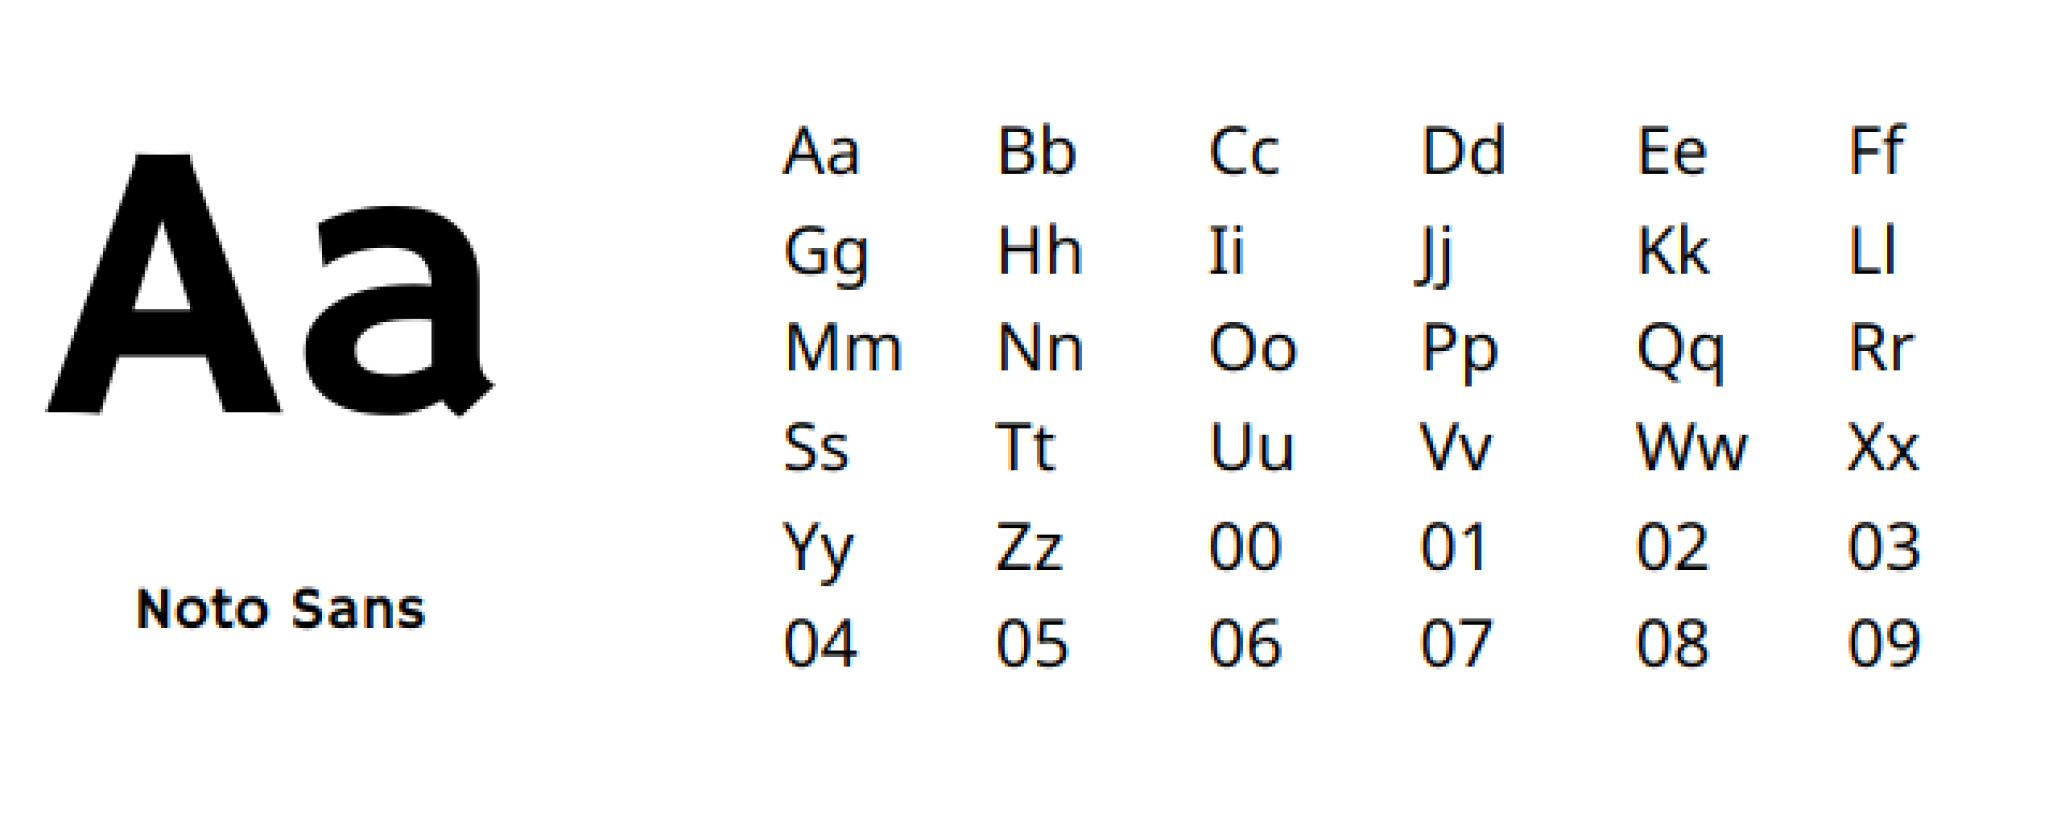 Aa
Noto Sans
Aa Bb Cc Dd Ee Ff
Gg Hh Ii Jj Kk Ll
Mm Nn Oo Pp Qq Rr
Ss Tt Uu Vv Ww Xx
Yy Zz 00 01 02 03
04 05 06 07 08 09